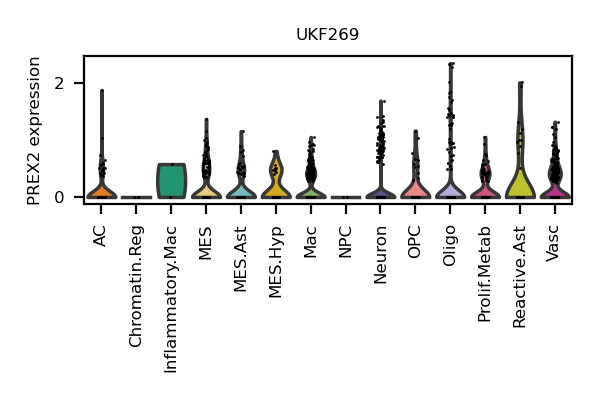 UKF269
PREX2 expression
2
0
AC
Chromatin.Reg
Inflammatory.Mac
MES
MES.Ast
MES.Hyp
Mac
NPC
Neuron
OPC
Oligo
Prolif.Metab
Reactive.Ast
Vasc